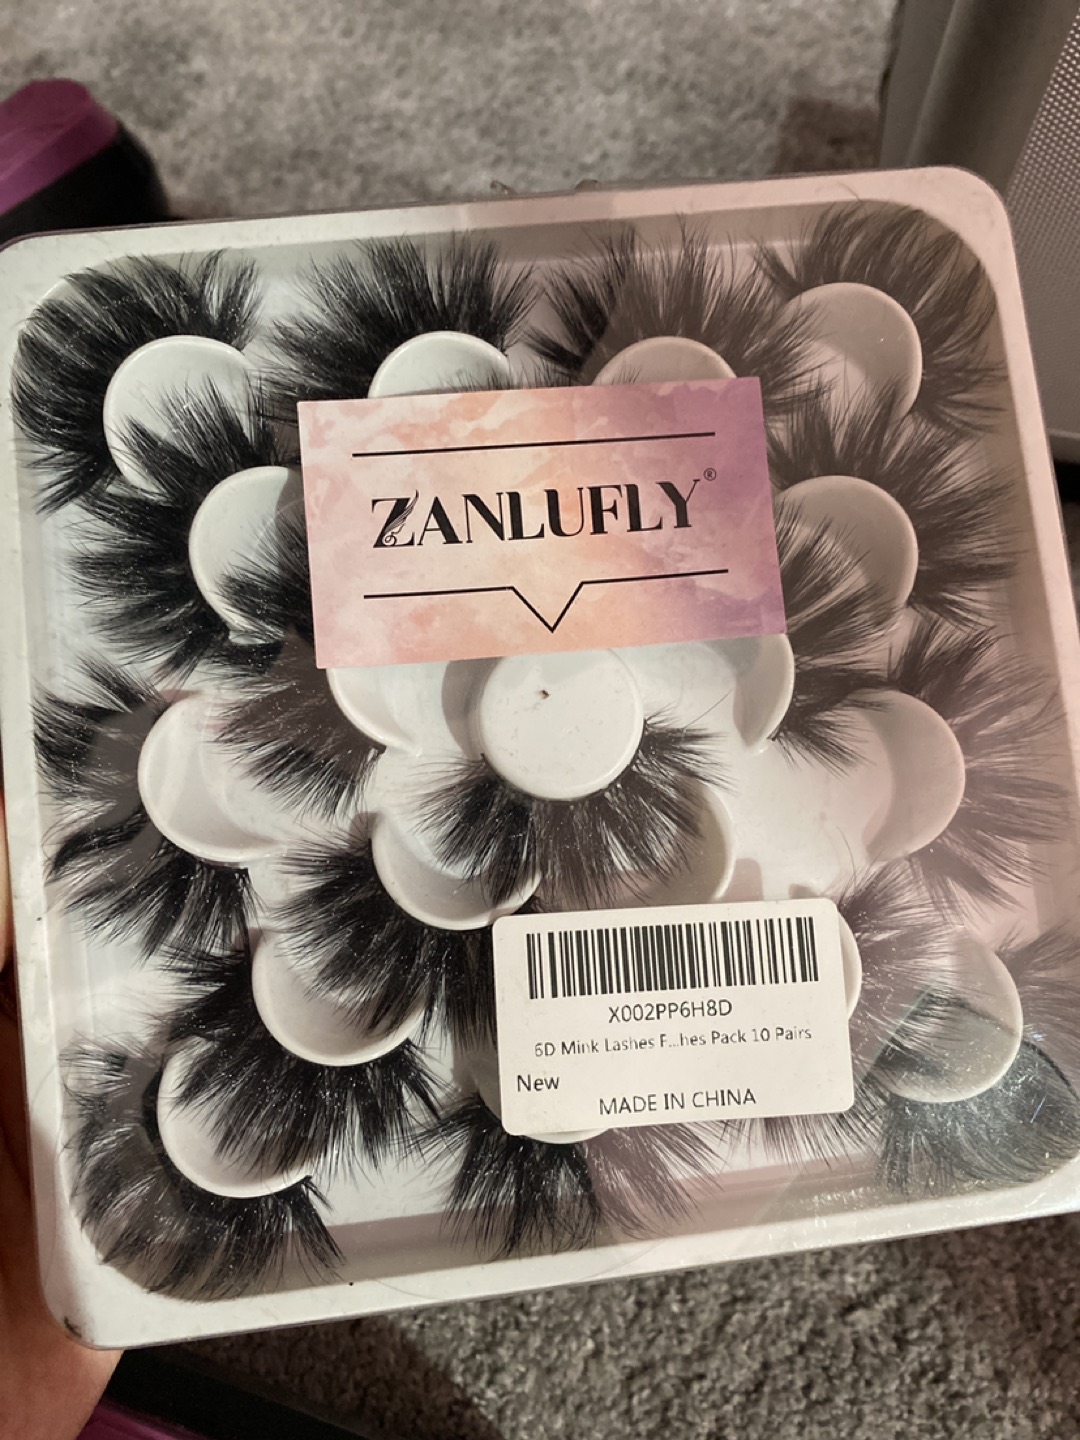 ZANLUFLY®
X002PP6H8D
6D Mink Lashes F...hes Pack 10 Pairs
New
MADE IN CHINA